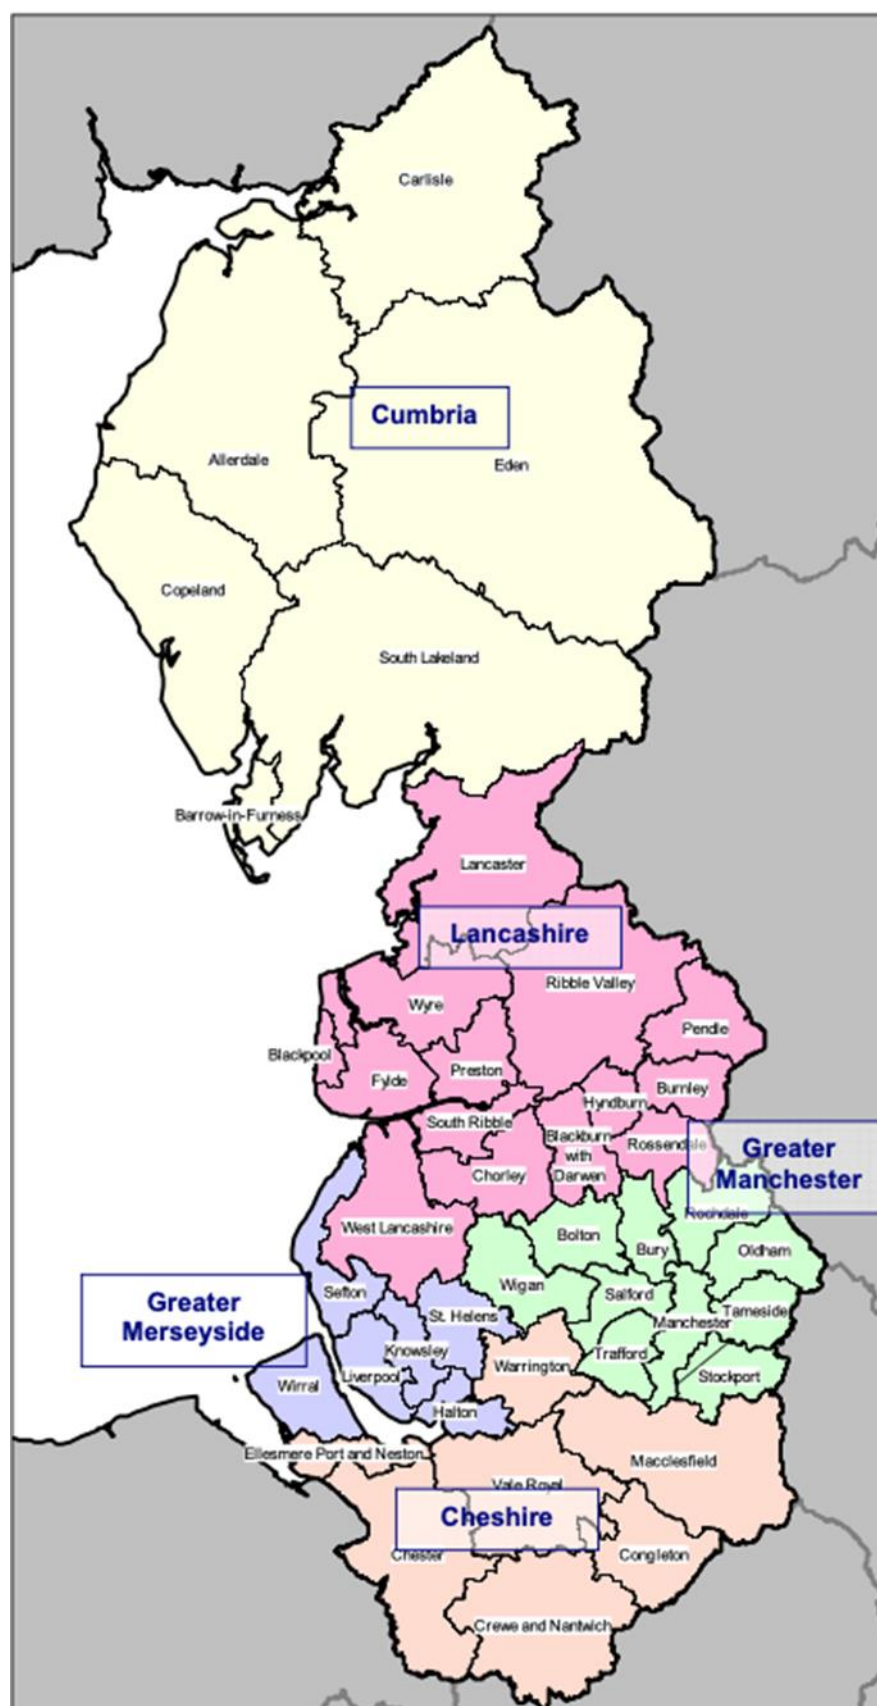 Carlisle
Cumbria
Allerdale
Eden
Copeland
South Lakeland
Barrow-in-Furness
Lancaster
Lancashire
Ribble Valley
Wyre
Pendle
Blackpool
Fylde
Preston
Burnley
Hyndburn
South Ribble
Blackburn
with
Darwen
Rossendale
Greater
Manchester
Chorley
Rochdale
West Lancashire
Bolton
Bury
Oldham
Greater
Merseyside
Sefton
Wigan
Salford
St. Helens
Manchester
Tameside
Knowsley
Trafford
Warrington
Liverpool
Stockport
Wirral
Halton
Ellesmere Port and Neston
Macclesfield
Vale Royal
Cheshire
Chester
Congleton
Crewe and Nantwich